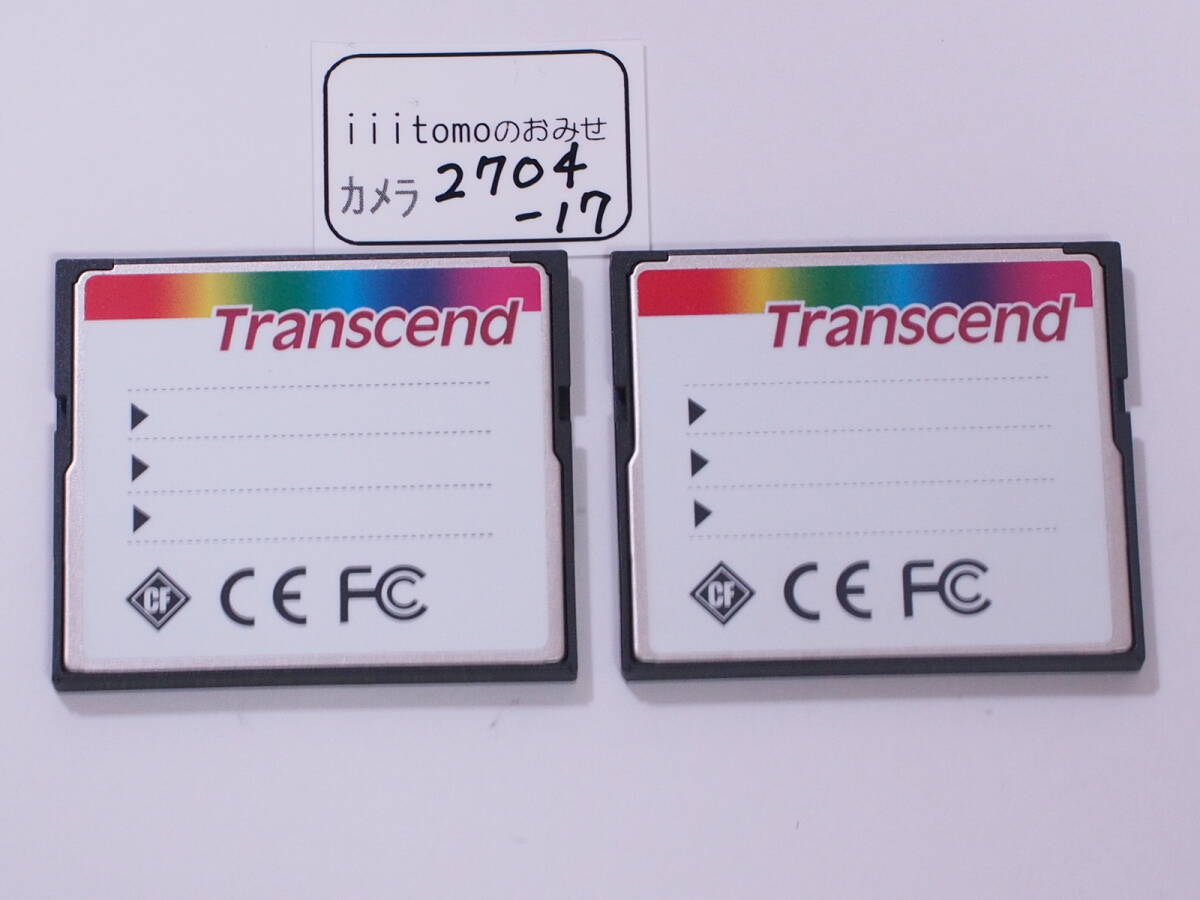 iiitomoのおみせ
カメラ 2704
-17
Transcend
CF CE FC
Transcend
CF CE FC